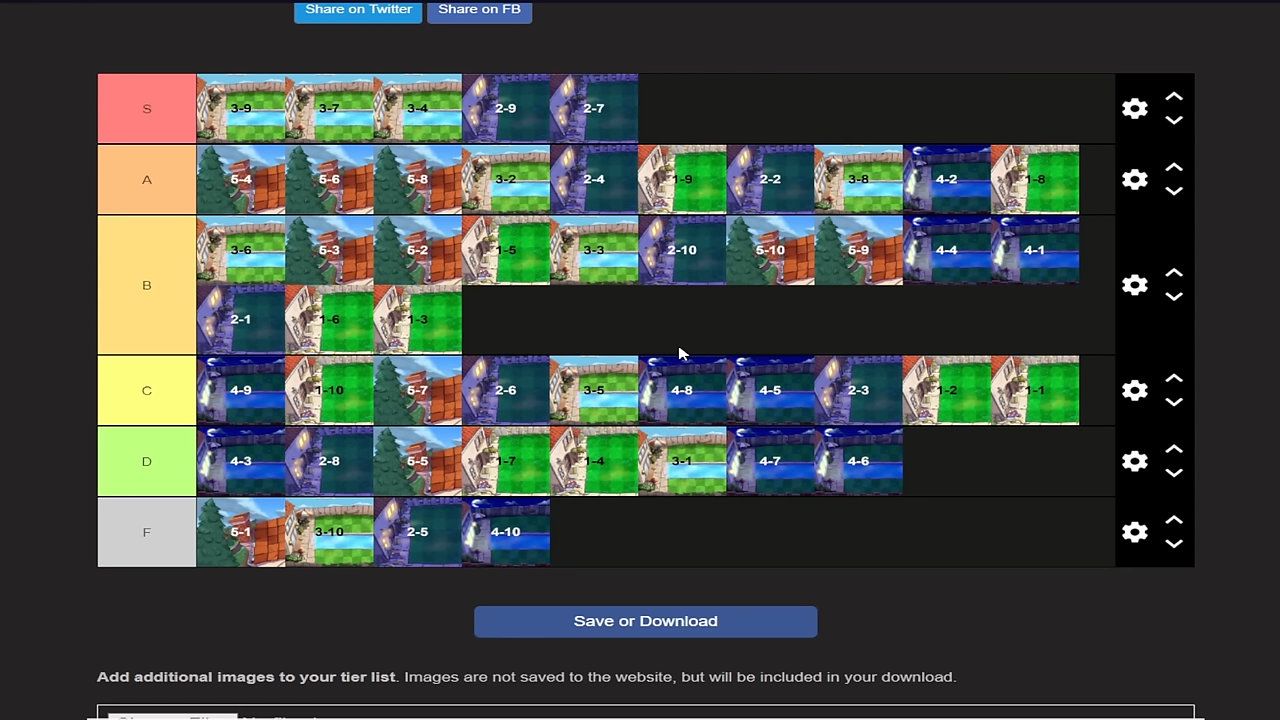 Share on Twitter Share on FB
S 3-9 3-7 3-4 2-9 2-7
A 5-4 5-6 5-8 3-2 2-4 1-9 2-2 3-8 4-2 1-8
B 3-6 5-3 5-2 1-5 3-3 2-10 5-10 5-9 4-4 4-1
2-1 1-6 1-3
C 4-9 1-10 5-7 2-6 3-5 4-8 4-5 2-3 1-2 1-1
D 4-3 2-8 5-5 1-7 1-4 3-1 4-7 4-6
F 5-1 3-10 2-5 4-10
Save or Download
Add additional images to your tier list. Images are not saved to the website, but will be included in your download.